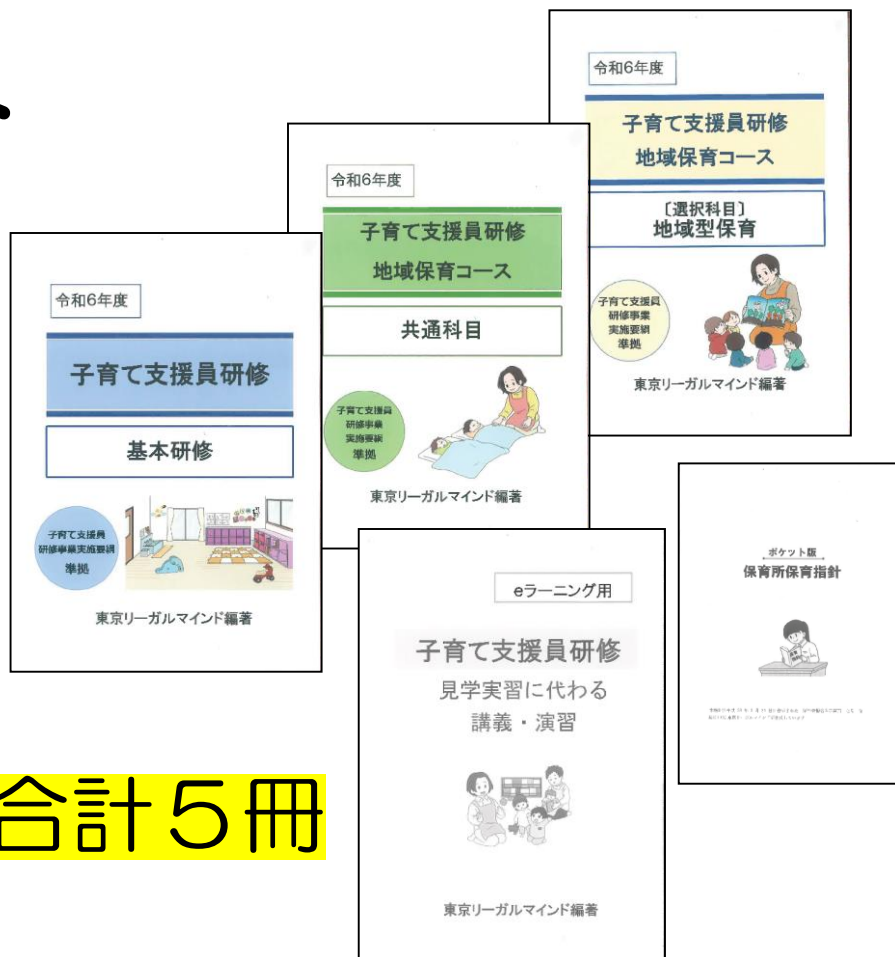 令和6年度
子育て支援員研修
地域保育コース
〔選択科目〕
地域型保育
子育て支援員
研修事業
実施要綱
準拠
東京リーガルマインド編著
令和6年度
子育て支援員研修
地域保育コース
共通科目
子育て支援員
研修事業
実施要綱
準拠
東京リーガルマインド編著
令和6年度
子育て支援員研修
基本研修
子育て支援員
研修事業実施要綱
準拠
東京リーガルマインド編著
eラーニング用
子育て支援員研修
見学実習に代わる
講義・演習
東京リーガルマインド編著
ポケット版
保育所保育指針
合計5冊